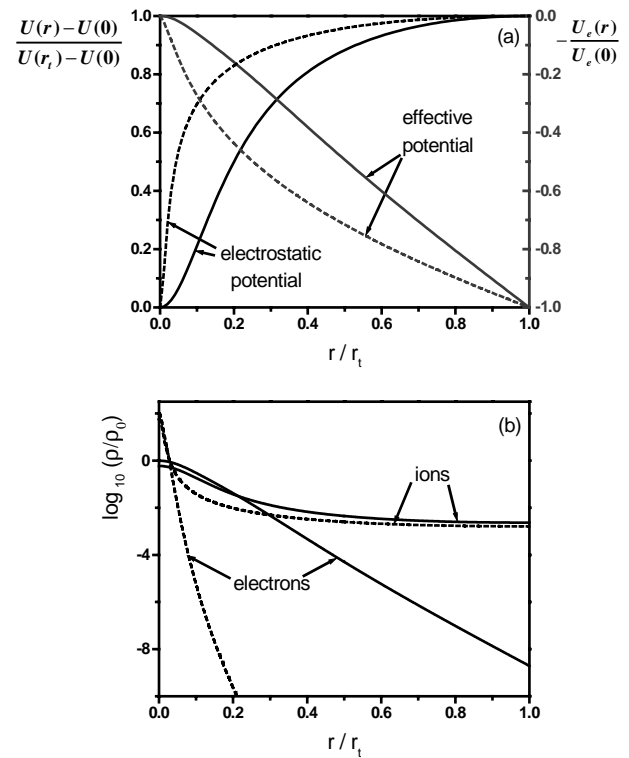 U(r) – U(0)
U(r_t) – U(0)
1.0
0.8
0.6
0.4
0.2
0.0
(a)
effective
potential
electrostatic
potential
0.0
-0.2
-0.4
-0.6
-0.8
-1.0
– U_e(r)
U_e(0)
0.0 0.2 0.4 0.6 0.8 1.0
r / r_t
log_10 (ρ/ρ_0)
0
-4
-8
(b)
ions
electrons
0.0 0.2 0.4 0.6 0.8 1.0
r / r_t